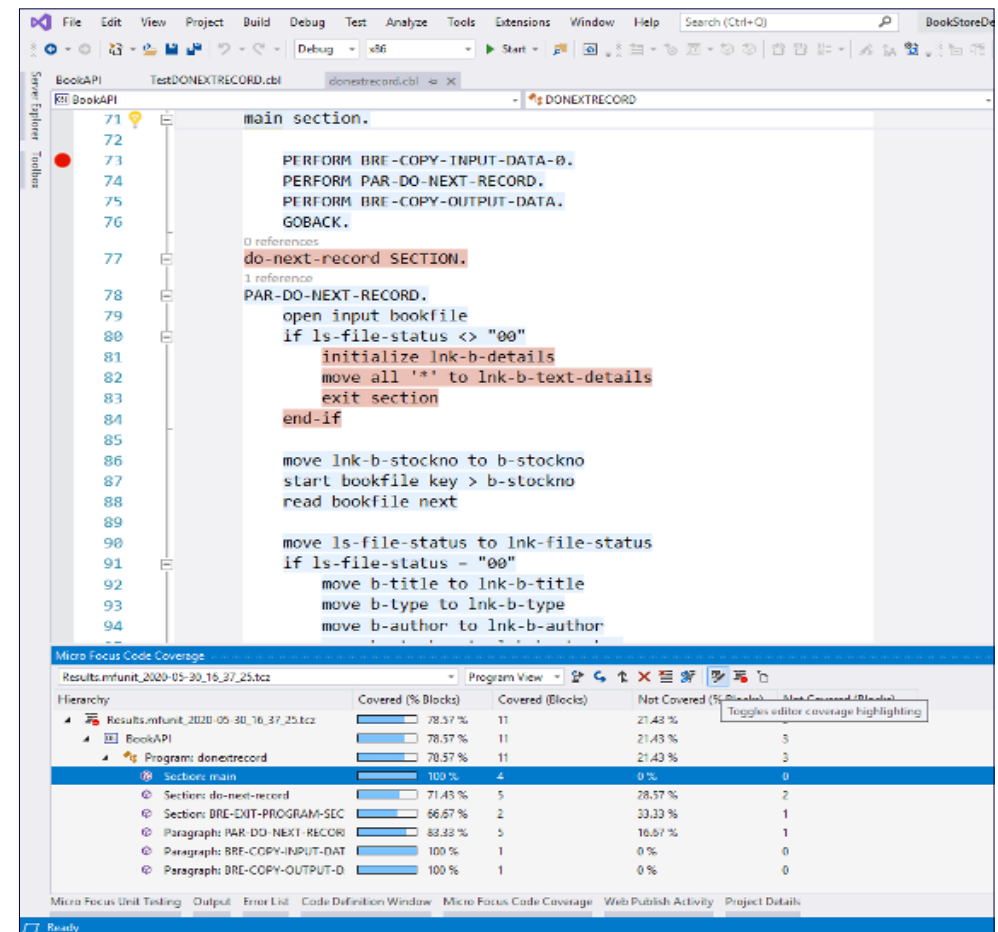 File Edit View Project Build Debug Test Analyze Tools Extensions Window Help Search (Ctrl+Q) BookStoreDe
Debug x86 Start
Server Explorer
Toolbox
BookAPI TestDONEXTRECORD.cbl donextrecord.cbl
BookAPI DONEXTRECORD
71 main section.
72
73 PERFORM BRE-COPY-INPUT-DATA-0.
74 PERFORM PAR-DO-NEXT-RECORD.
75 PERFORM BRE-COPY-OUTPUT-DATA.
76 GOBACK.
0 references
77 do-next-record SECTION.
1 reference
78 PAR-DO-NEXT-RECORD.
79 open input bookfile
80 if ls-file-status <> "00"
81 initialize lnk-b-details
82 move all '*' to lnk-b-text-details
83 exit section
84 end-if
85
86 move lnk-b-stockno to b-stockno
87 start bookfile key > b-stockno
88 read bookfile next
89
90 move ls-file-status to lnk-file-status
91 if ls-file-status = "00"
92 move b-title to lnk-b-title
93 move b-type to lnk-b-type
94 move b-author to lnk-b-author
Micro Focus Code Coverage
Results.mfunit_2020-05-30_16_37_25.tcz Program View
Hierarchy Covered (% Blocks) Covered (Blocks) Not Covered (% Blocks) Not Covered (Blocks)
Toggles editor coverage highlighting
Results.mfunit_2020-05-30_16_37_25.tcz 78.57 % 11 21.43 %
BookAPI 78.57 % 11 21.43 % 3
Program: donextrecord 78.57 % 11 21.43 % 3
Section: main 100 % 4 0 % 0
Section: do-next-record 71.43 % 5 28.57 % 2
Section: BRE-EXIT-PROGRAM-SEC 66.67 % 2 33.33 % 1
Paragraph: PAR-DO-NEXT-RECORI 83.33 % 5 16.67 % 1
Paragraph: BRE-COPY-INPUT-DAT 100 % 1 0 % 0
Paragraph: BRE-COPY-OUTPUT-D 100 % 1 0 % 0
Micro Focus Unit Testing Output Error List Code Definition Window Micro Focus Code Coverage Web Publish Activity Project Details
Ready